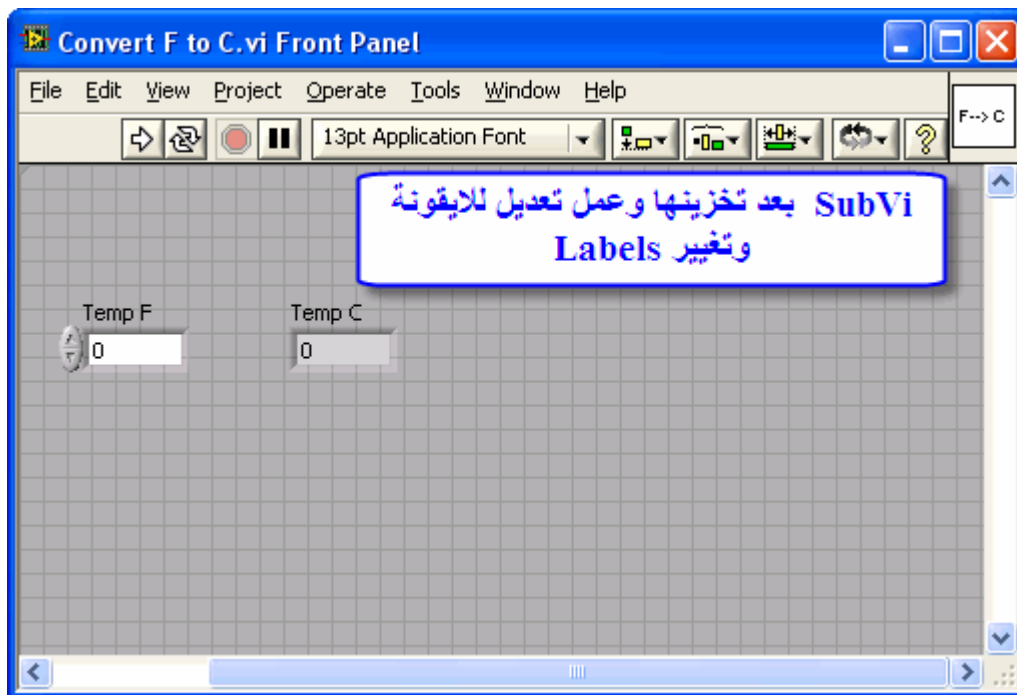 Convert F to C.vi Front Panel
File Edit View Project Operate Tools Window Help
F--> C
13pt Application Font
SubVi بعد تخزينها وعمل تعديل للايقونة
وتغيير Labels
Temp F Temp C
0 0